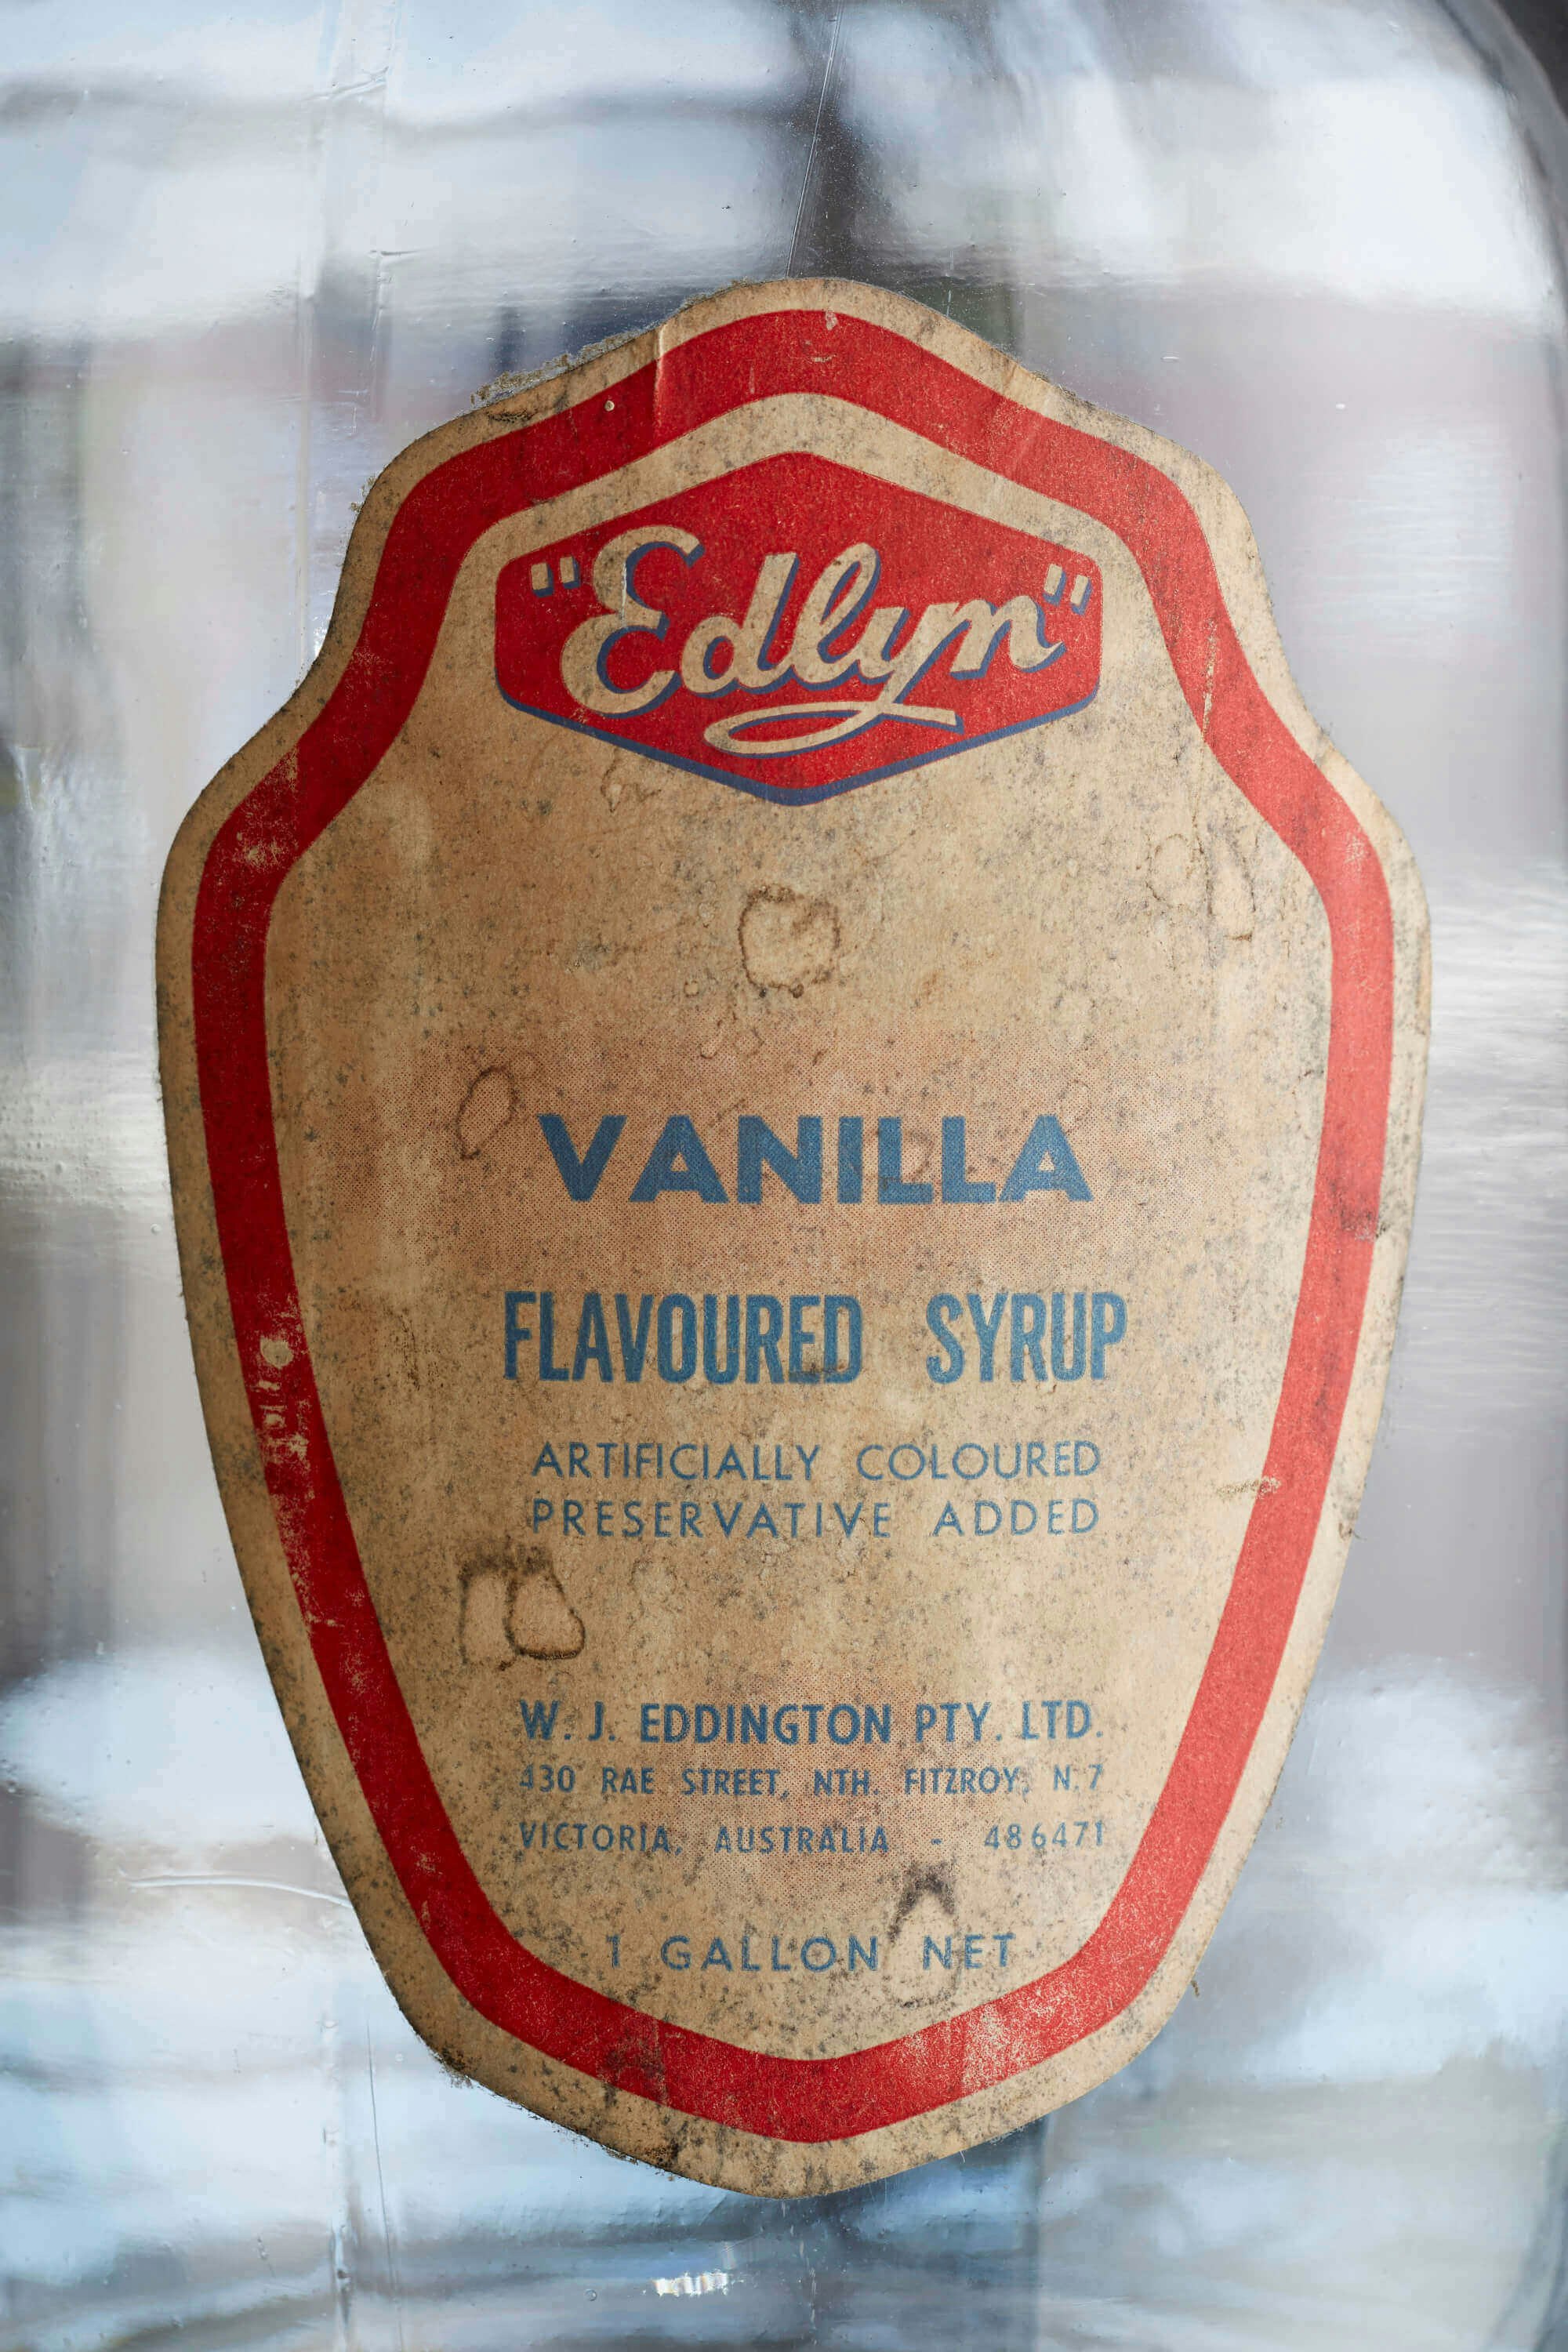 "Edlyn"
VANILLA
FLAVOURED SYRUP
ARTIFICIALLY COLOURED
PRESERVATIVE ADDED
W. J. EDDINGTON PTY. LTD.
430 RAE STREET, NTH. FITZROY, N.7
VICTORIA, AUSTRALIA - 486471
1 GALLON NET